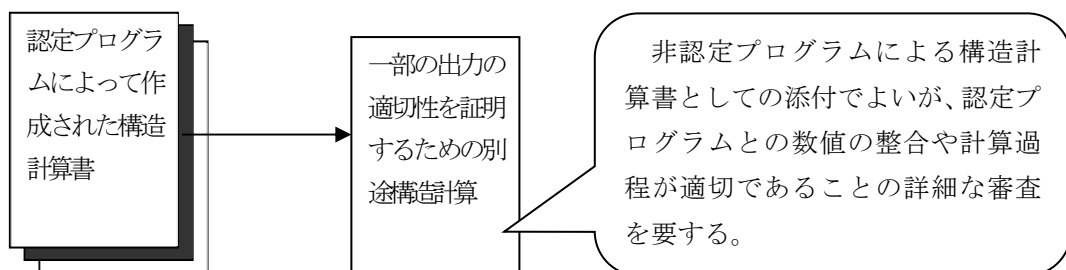 認定プログラ
ムによって作
成された構造
計算書
一部の出力の
適切性を証明
するための別
途構造計算
非認定プログラムによる構造計
算書としての添付でよいが、認定プ
ログラムとの数値の整合や計算過
程が適切であることの詳細な審査
を要する。